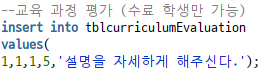 --교육 과정 평가 (수료 학생만 가능)
insert into tblcurriculumEvaluation
values(
1,1,1,5,'설명을 자세하게 해주신다.');